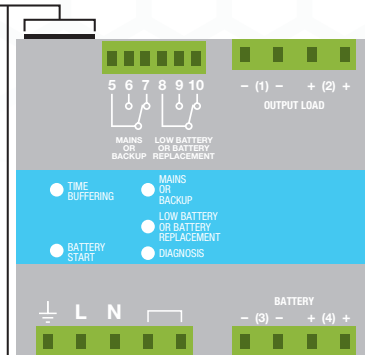 5 6 7 8 9 10
MAINS
OR
BACKUP
LOW BATTERY
OR BATTERY
REPLACEMENT
– (1) – + (2) +
OUTPUT LOAD
TIME
BUFFERING
MAINS
OR
BACKUP
LOW BATTERY
OR BATTERY
REPLACEMENT
BATTERY
START
DIAGNOSIS
L N
BATTERY
– (3) – + (4) +